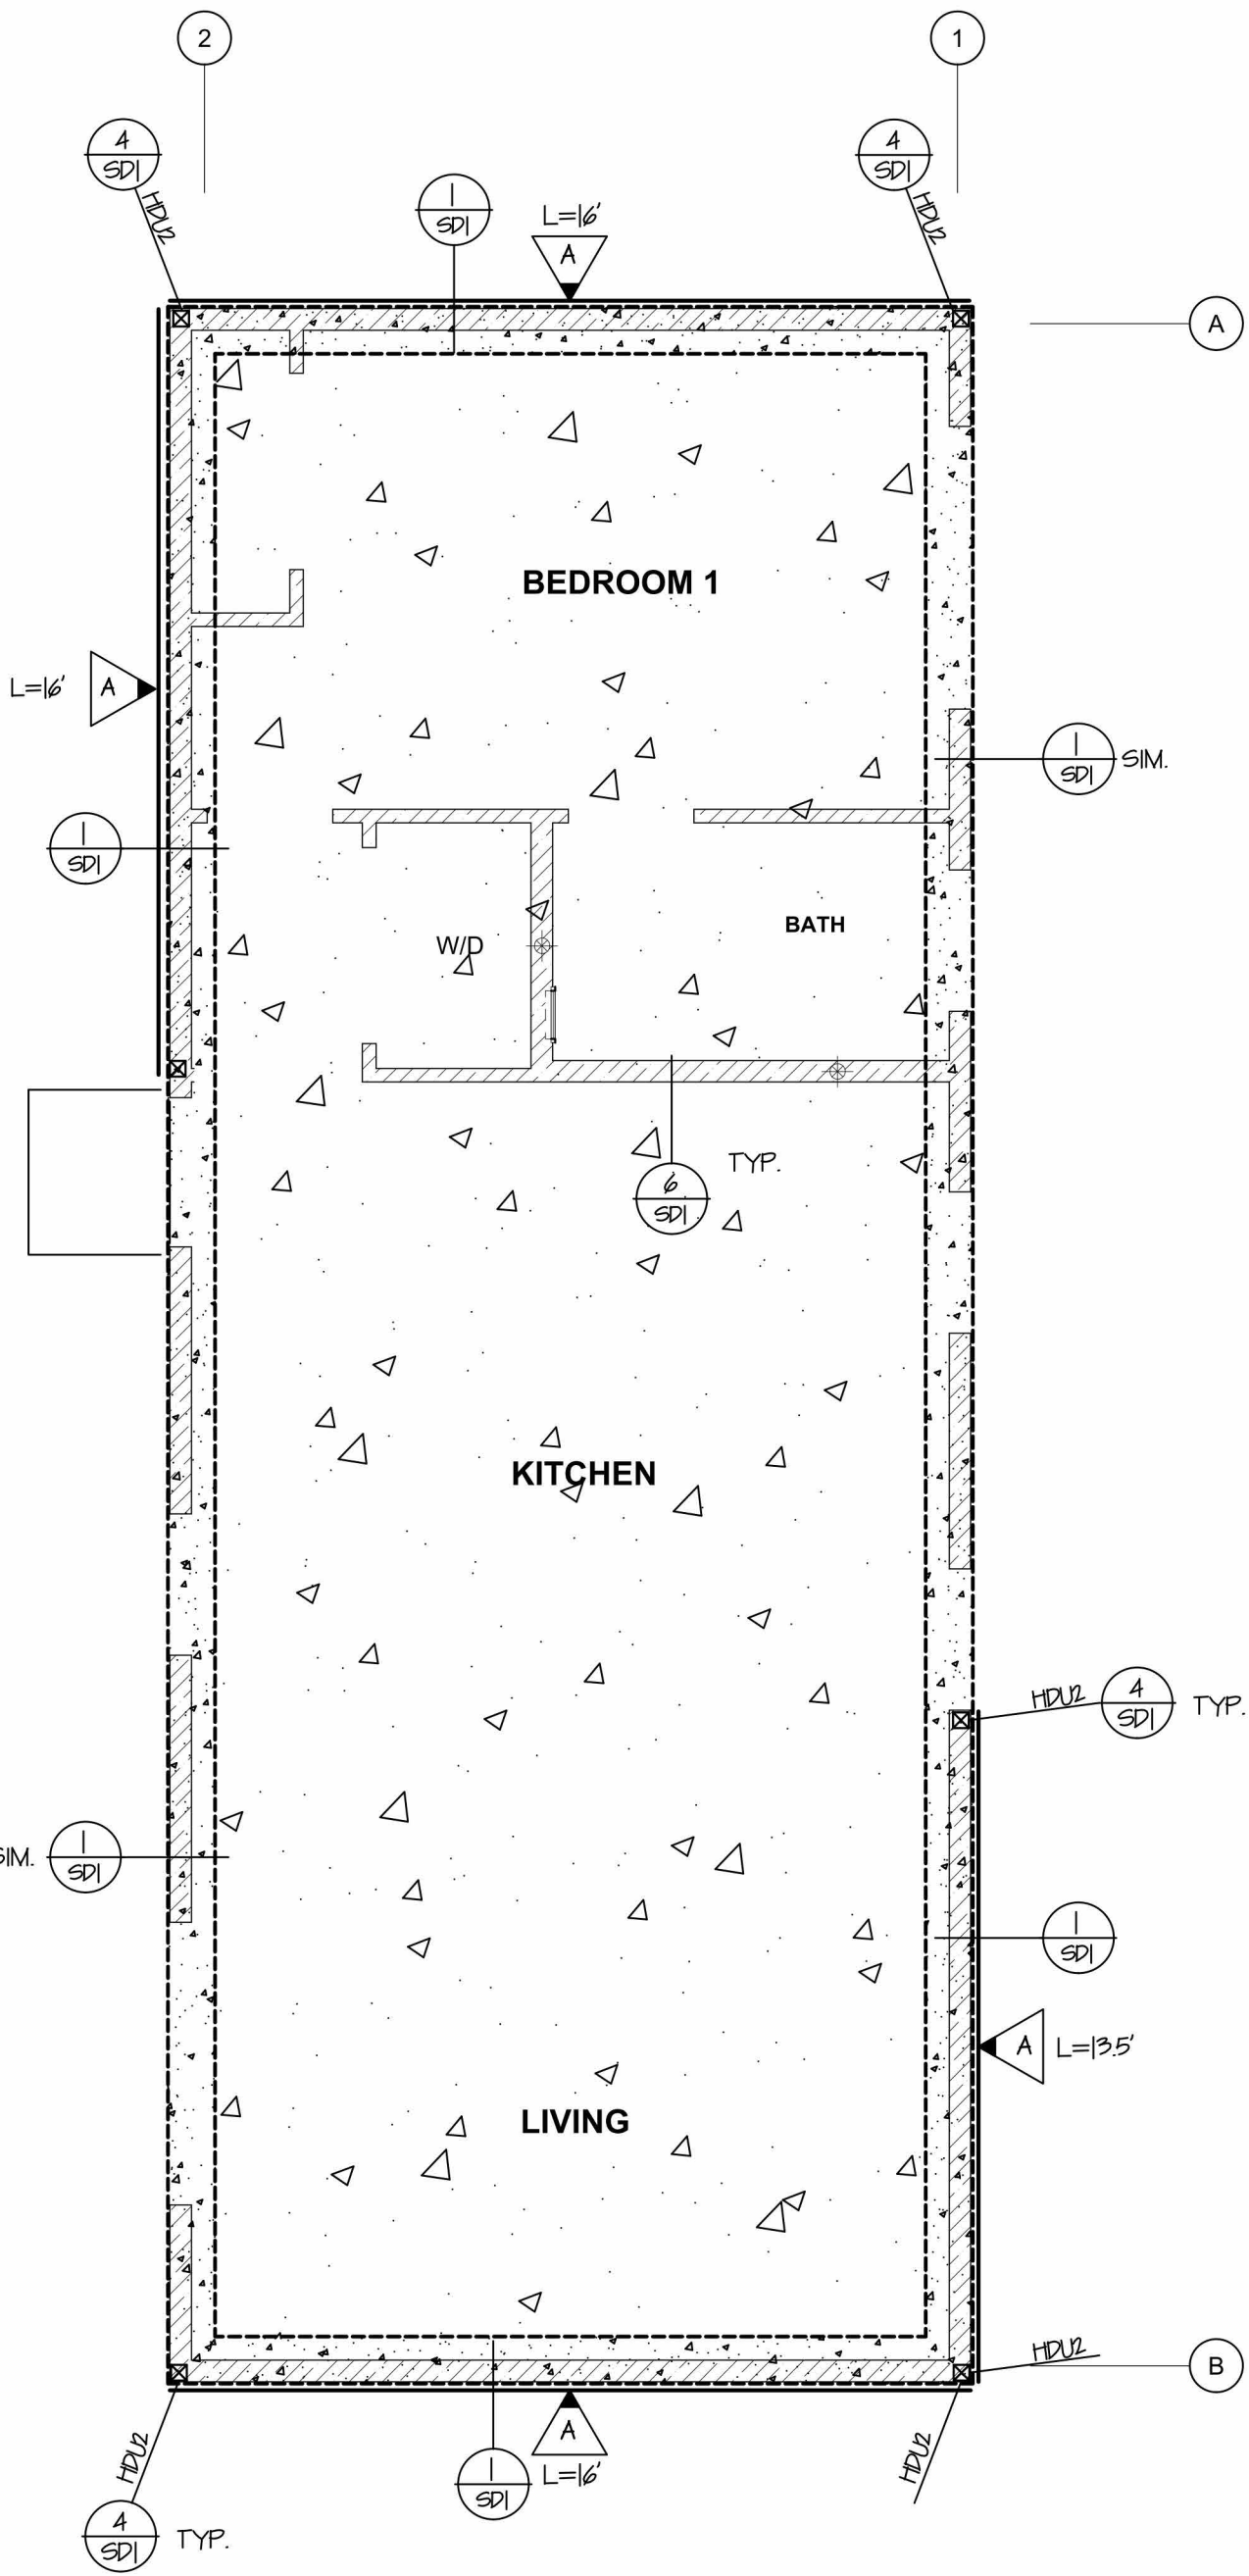 2
1
4
SD1
4
SD1
HDU2
HDU2
1
SD1
L=16'
A
A
BEDROOM 1
L=16'
A
1
SD1
SIM.
1
SD1
W/D
BATH
TYP.
6
SD1
KITCHEN
HDU2
4
SD1
TYP.
SIM.
1
SD1
1
SD1
A
L=13.5'
LIVING
HDU2
B
A
L=16'
HDU2
HDU2
1
SD1
4
SD1
TYP.